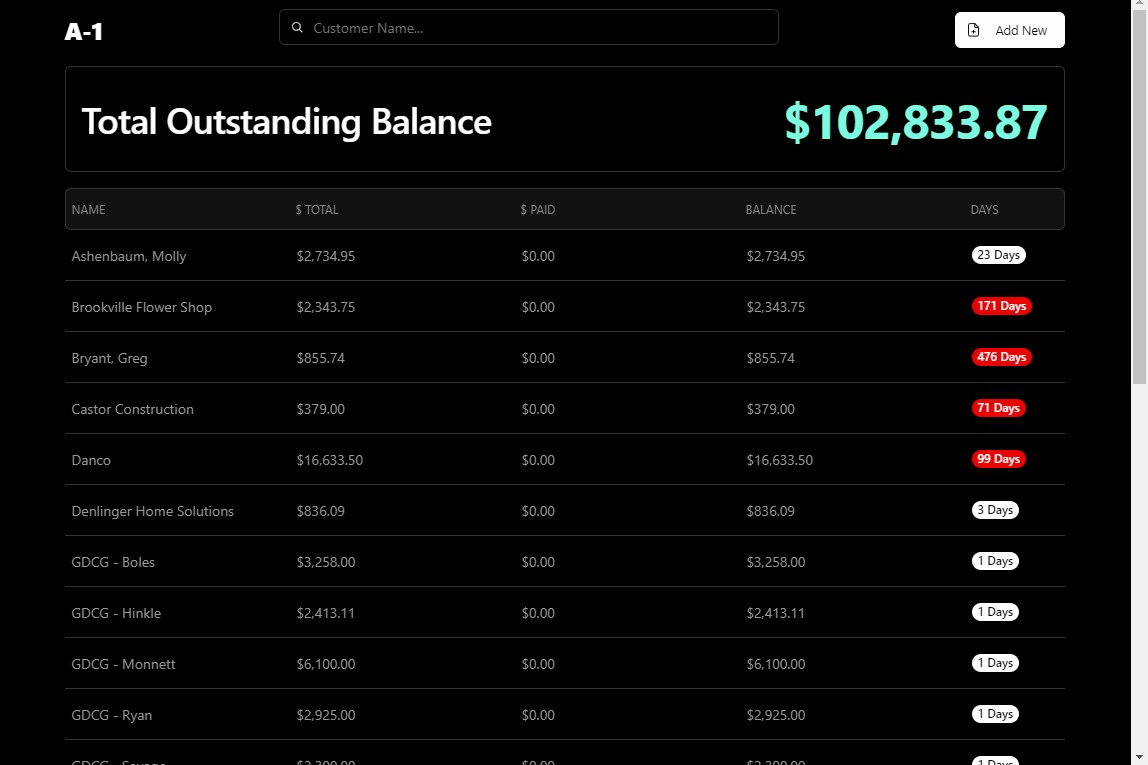 A-1
Customer Name...
Add New
Total Outstanding Balance
$102,833.87
NAME $ TOTAL $ PAID BALANCE DAYS
Ashenbaum, Molly $2,734.95 $0.00 $2,734.95 23 Days
Brookville Flower Shop $2,343.75 $0.00 $2,343.75 171 Days
Bryant, Greg $855.74 $0.00 $855.74 476 Days
Castor Construction $379.00 $0.00 $379.00 71 Days
Danco $16,633.50 $0.00 $16,633.50 99 Days
Denlinger Home Solutions $836.09 $0.00 $836.09 3 Days
GDCG - Boles $3,258.00 $0.00 $3,258.00 1 Days
GDCG - Hinkle $2,413.11 $0.00 $2,413.11 1 Days
GDCG - Monnett $6,100.00 $0.00 $6,100.00 1 Days
GDCG - Ryan $2,925.00 $0.00 $2,925.00 1 Days
GDCG - $0.00 1 Days